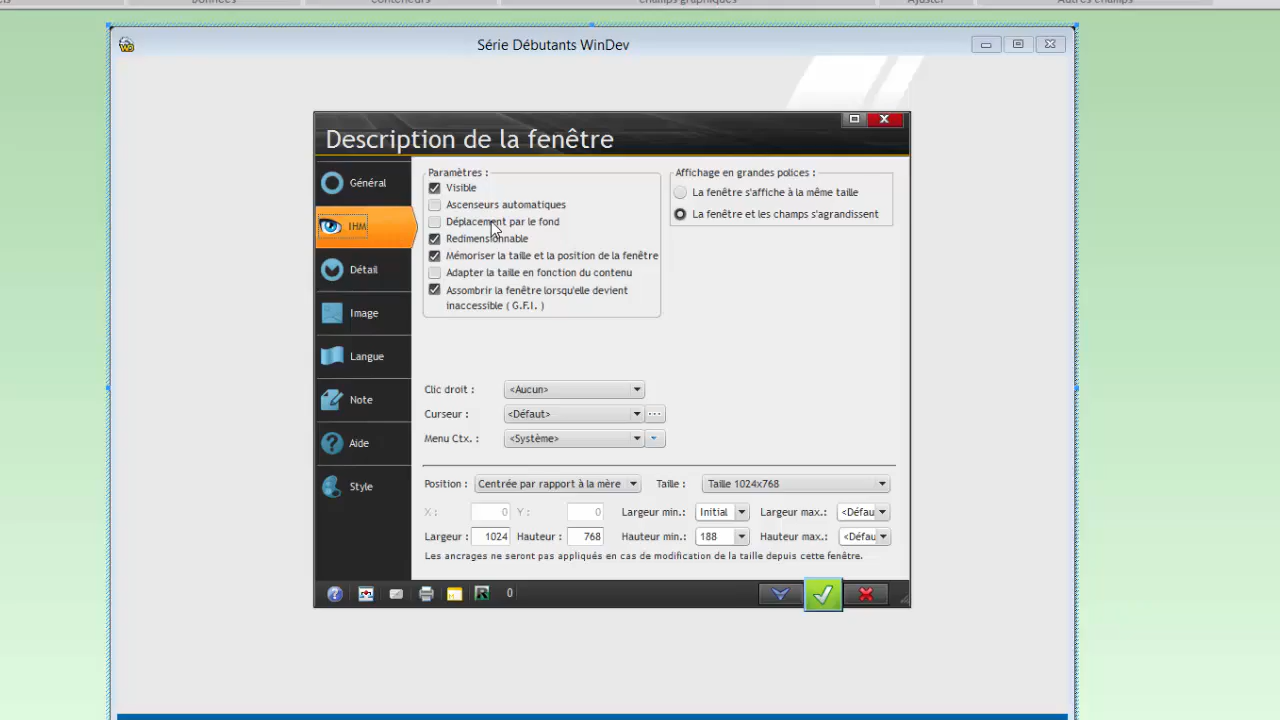 Série Débutants WinDev
Description de la fenêtre
Général
IHM
Détail
Image
Langue
Note
Aide
Style
Paramètres :
Visible
Ascenseurs automatiques
Déplacement par le fond
Redimensionnable
Mémoriser la taille et la position de la fenêtre
Adapter la taille en fonction du contenu
Assombrir la fenêtre lorsqu'elle devient
inaccessible ( G.F.I. )
Affichage en grandes polices :
La fenêtre s'affiche à la même taille
La fenêtre et les champs s'agrandissent
Clic droit : <Aucun>
Curseur : <Défaut> ...
Menu Ctx. : <Système>
Position : Centrée par rapport à la mère Taille : Taille 1024x768
X : 0 Y : 0 Largeur min.: Initial Largeur max.: <Défau
Largeur : 1024 Hauteur : 768 Hauteur min.: 188 Hauteur max.: <Défau
Les ancrages ne seront pas appliqués en cas de modification de la taille depuis cette fenêtre.
0